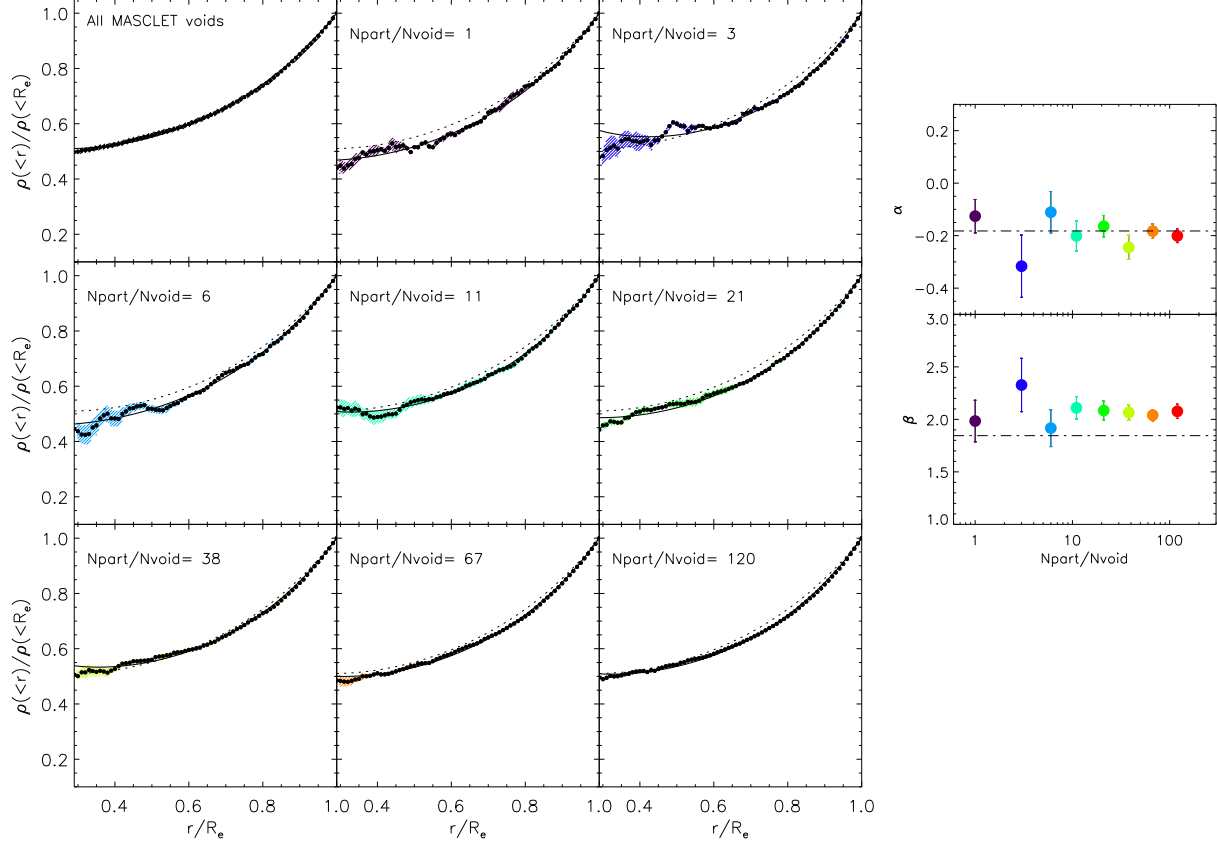 All MASCLET voids
Npart/Nvoid= 1
Npart/Nvoid= 3
1.0
0.8
0.6
0.4
0.2
ρ(<r)/ρ(<Rₑ)
Npart/Nvoid= 6
Npart/Nvoid= 11
Npart/Nvoid= 21
1.0
0.8
0.6
0.4
0.2
ρ(<r)/ρ(<Rₑ)
Npart/Nvoid= 38
Npart/Nvoid= 67
Npart/Nvoid= 120
1.0
0.8
0.6
0.4
0.2
ρ(<r)/ρ(<Rₑ)
0.4 0.6 0.8 1.0 0.4 0.6 0.8 1.0 0.4 0.6 0.8 1.0
r/Rₑ r/Rₑ r/Rₑ
0.2
0.0
−0.2
−0.4
α
3.0
2.5
2.0
1.5
1.0
β
1 10 100
Npart/Nvoid